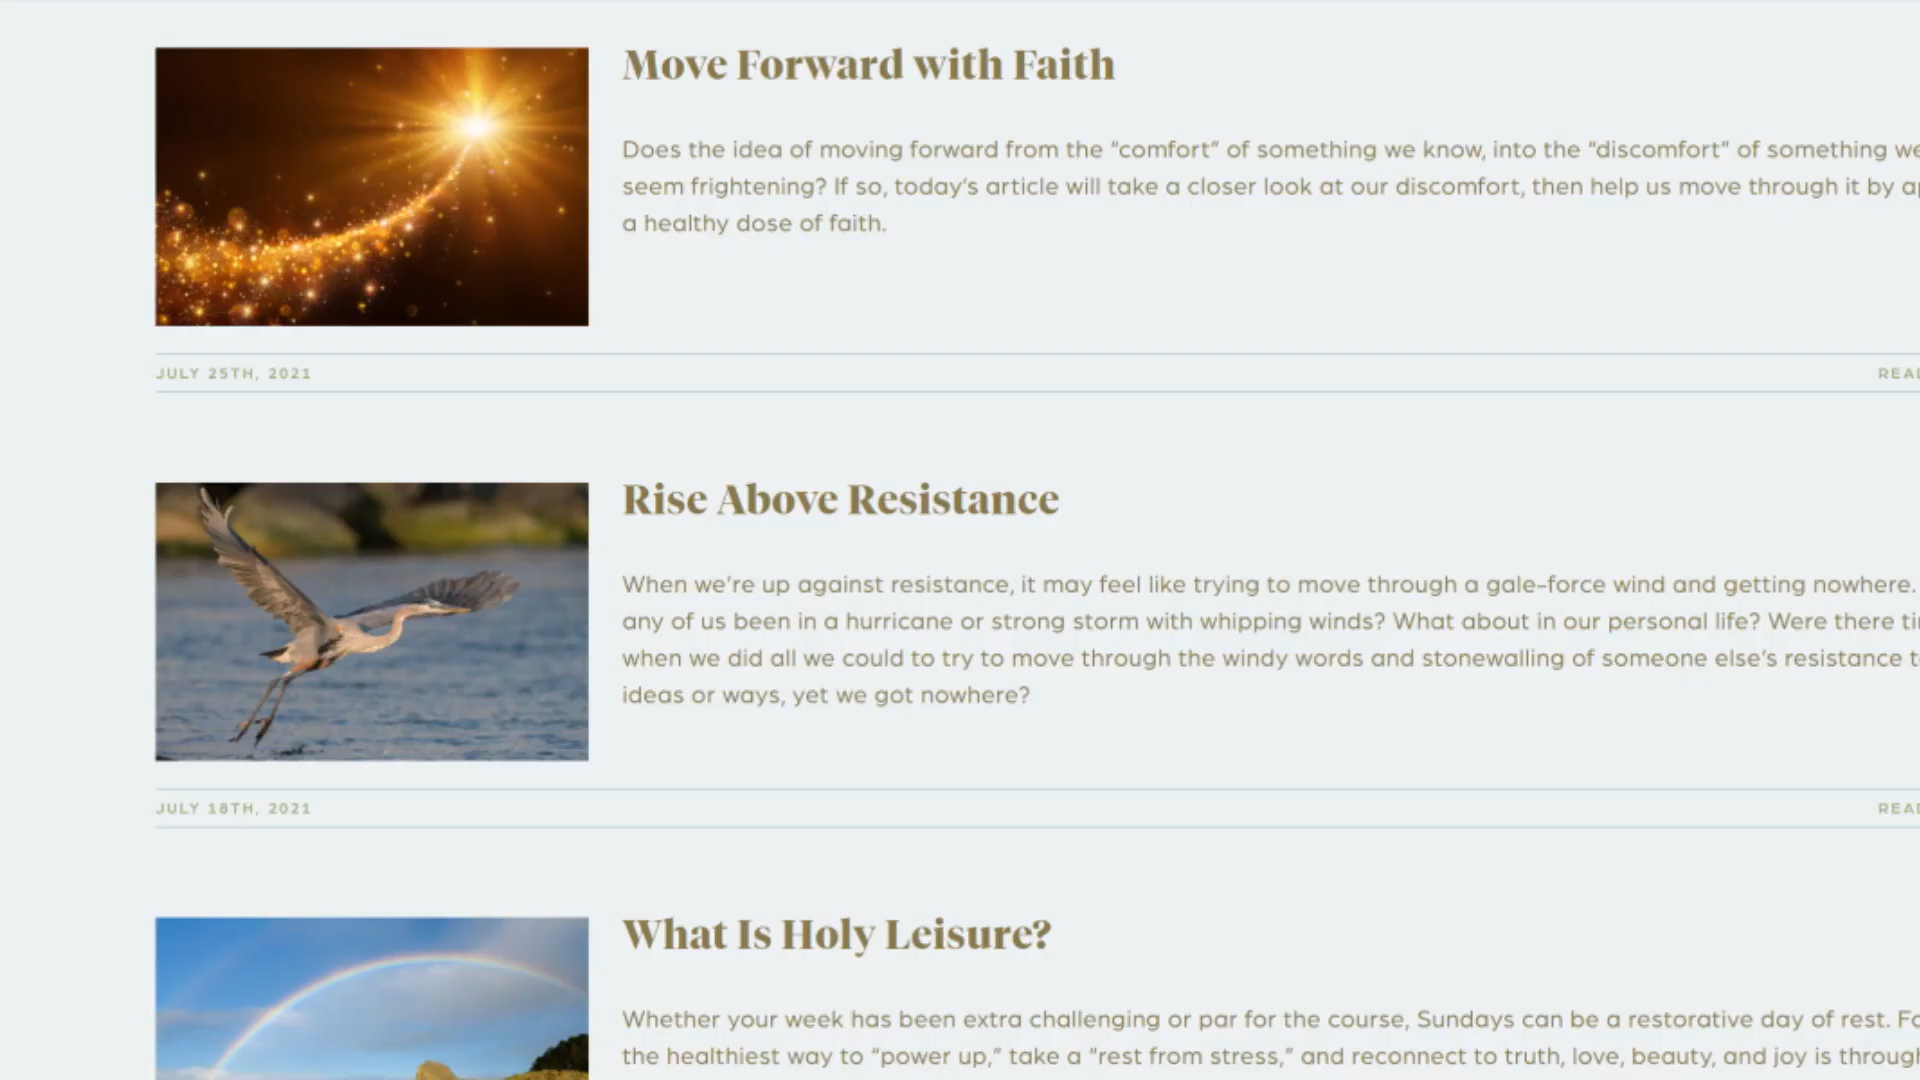 Move Forward with Faith
Does the idea of moving forward from the “comfort” of something we know, into the “discomfort” of something we
seem frightening? If so, today’s article will take a closer look at our discomfort, then help us move through it by
a healthy dose of faith.
JULY 25TH, 2021
Rise Above Resistance
When we’re up against resistance, it may feel like trying to move through a gale-force wind and getting nowhere.
any of us been in a hurricane or strong storm with whipping winds? What about in our personal life? Were there
when we did all we could to try to move through the windy words and stonewalling of someone else’s resistance
ideas or ways, yet we got nowhere?
JULY 18TH, 2021
What Is Holy Leisure?
Whether your week has been extra challenging or par for the course, Sundays can be a restorative day of rest.
the healthiest way to “power up,” take a “rest from stress,” and reconnect to truth, love, beauty, and joy is